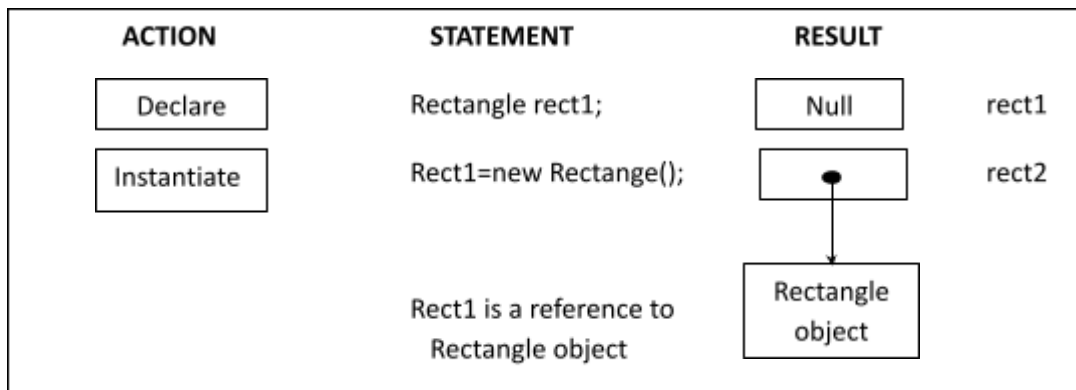 ACTION STATEMENT RESULT
Declare Rectangle rect1; Null rect1
Instantiate Rect1=new Rectange(); rect2
Rect1 is a reference to
Rectangle object
Rectangle
object